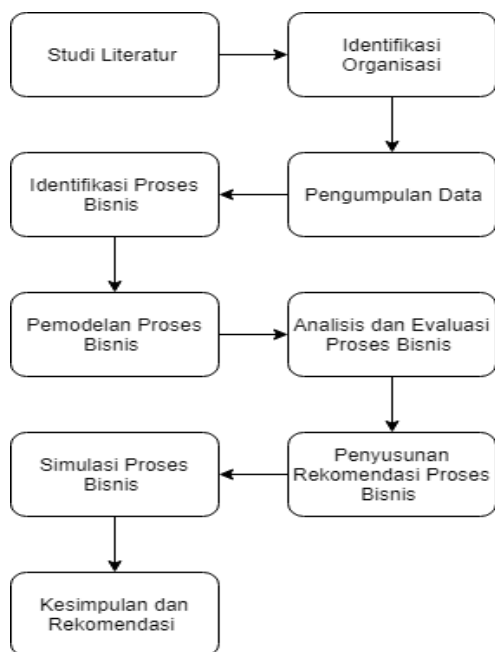 Studi Literatur
Identifikasi
Organisasi
Pengumpulan Data
Identifikasi Proses
Bisnis
Pemodelan Proses
Bisnis
Analisis dan Evaluasi
Proses Bisnis
Penyusunan
Rekomendasi Proses
Bisnis
Simulasi Proses
Bisnis
Kesimpulan dan
Rekomendasi